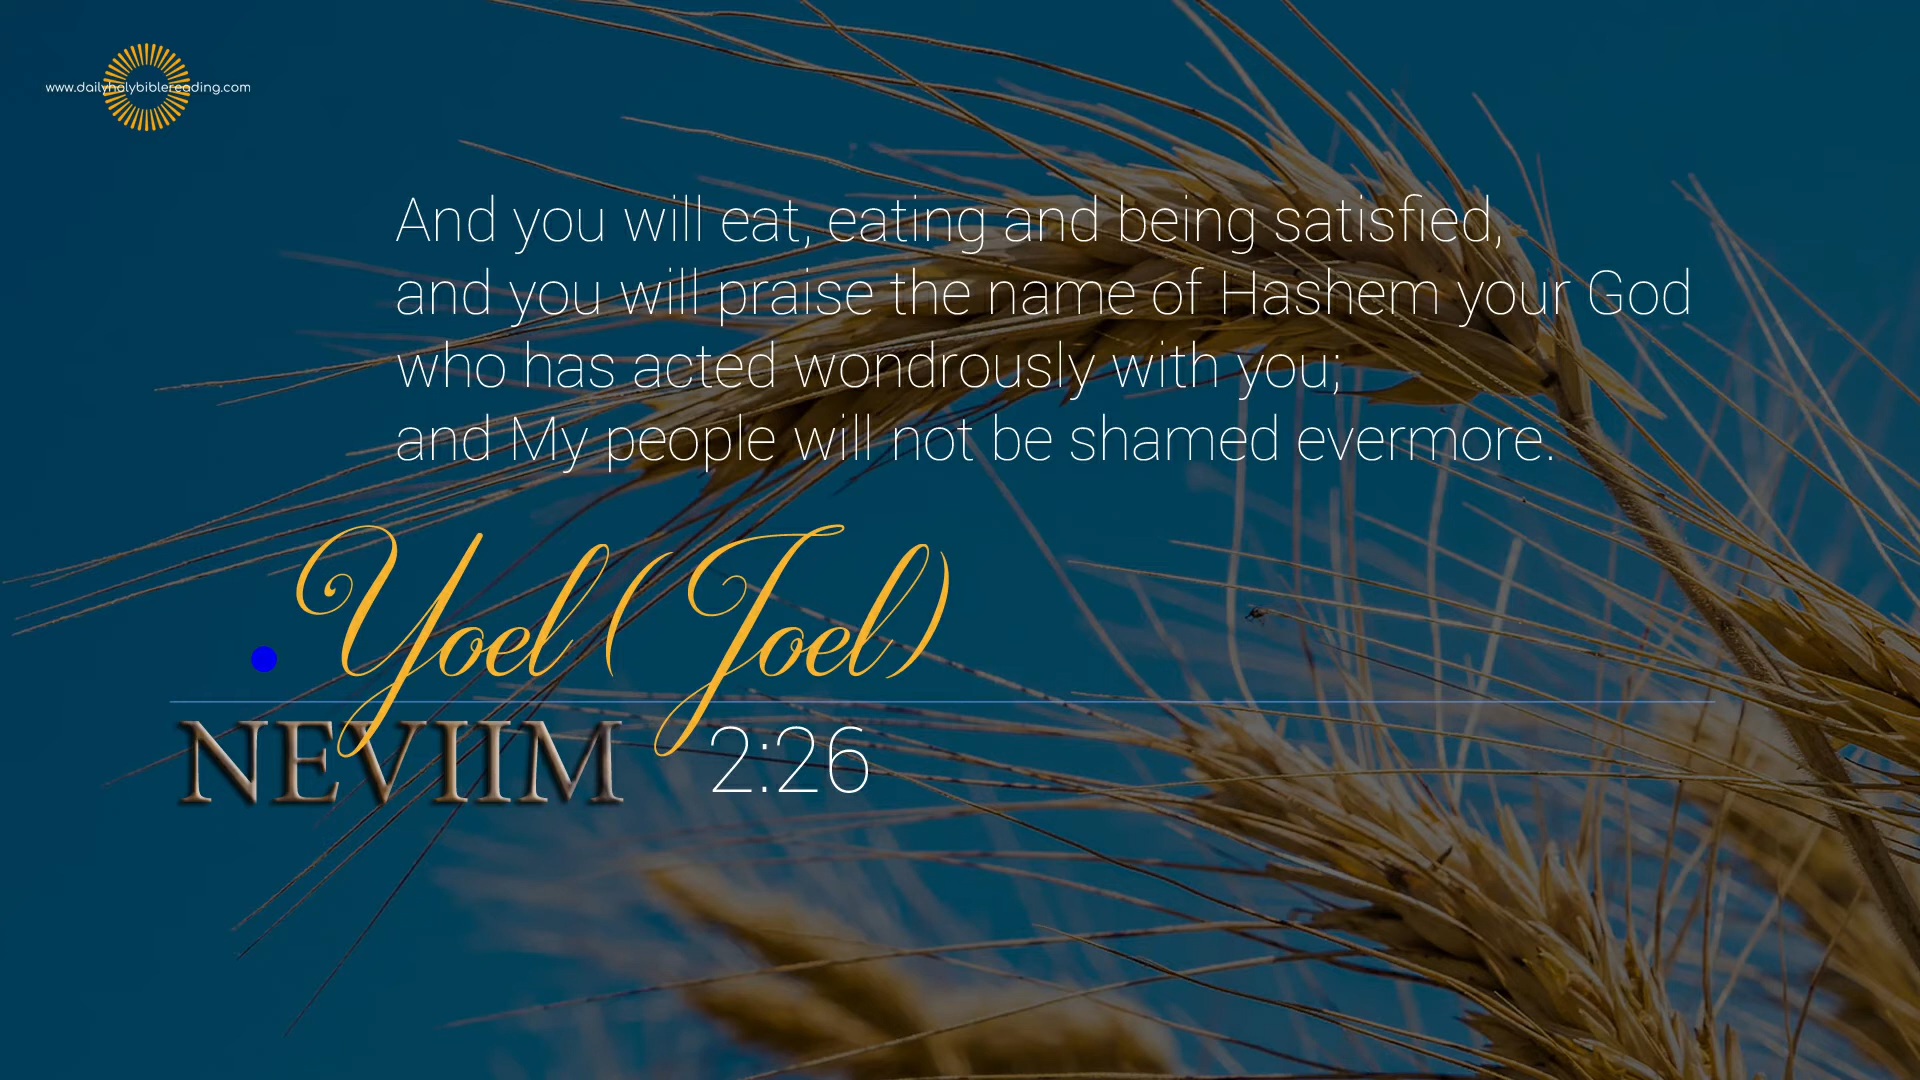 www.dailyholybiblereading.com
And you will eat, eating and being satisfied,
and you will praise the name of Hashem your God
who has acted wondrously with you;
and My people will not be shamed evermore.
Yoel (Joel)
NEVIIM 2:26